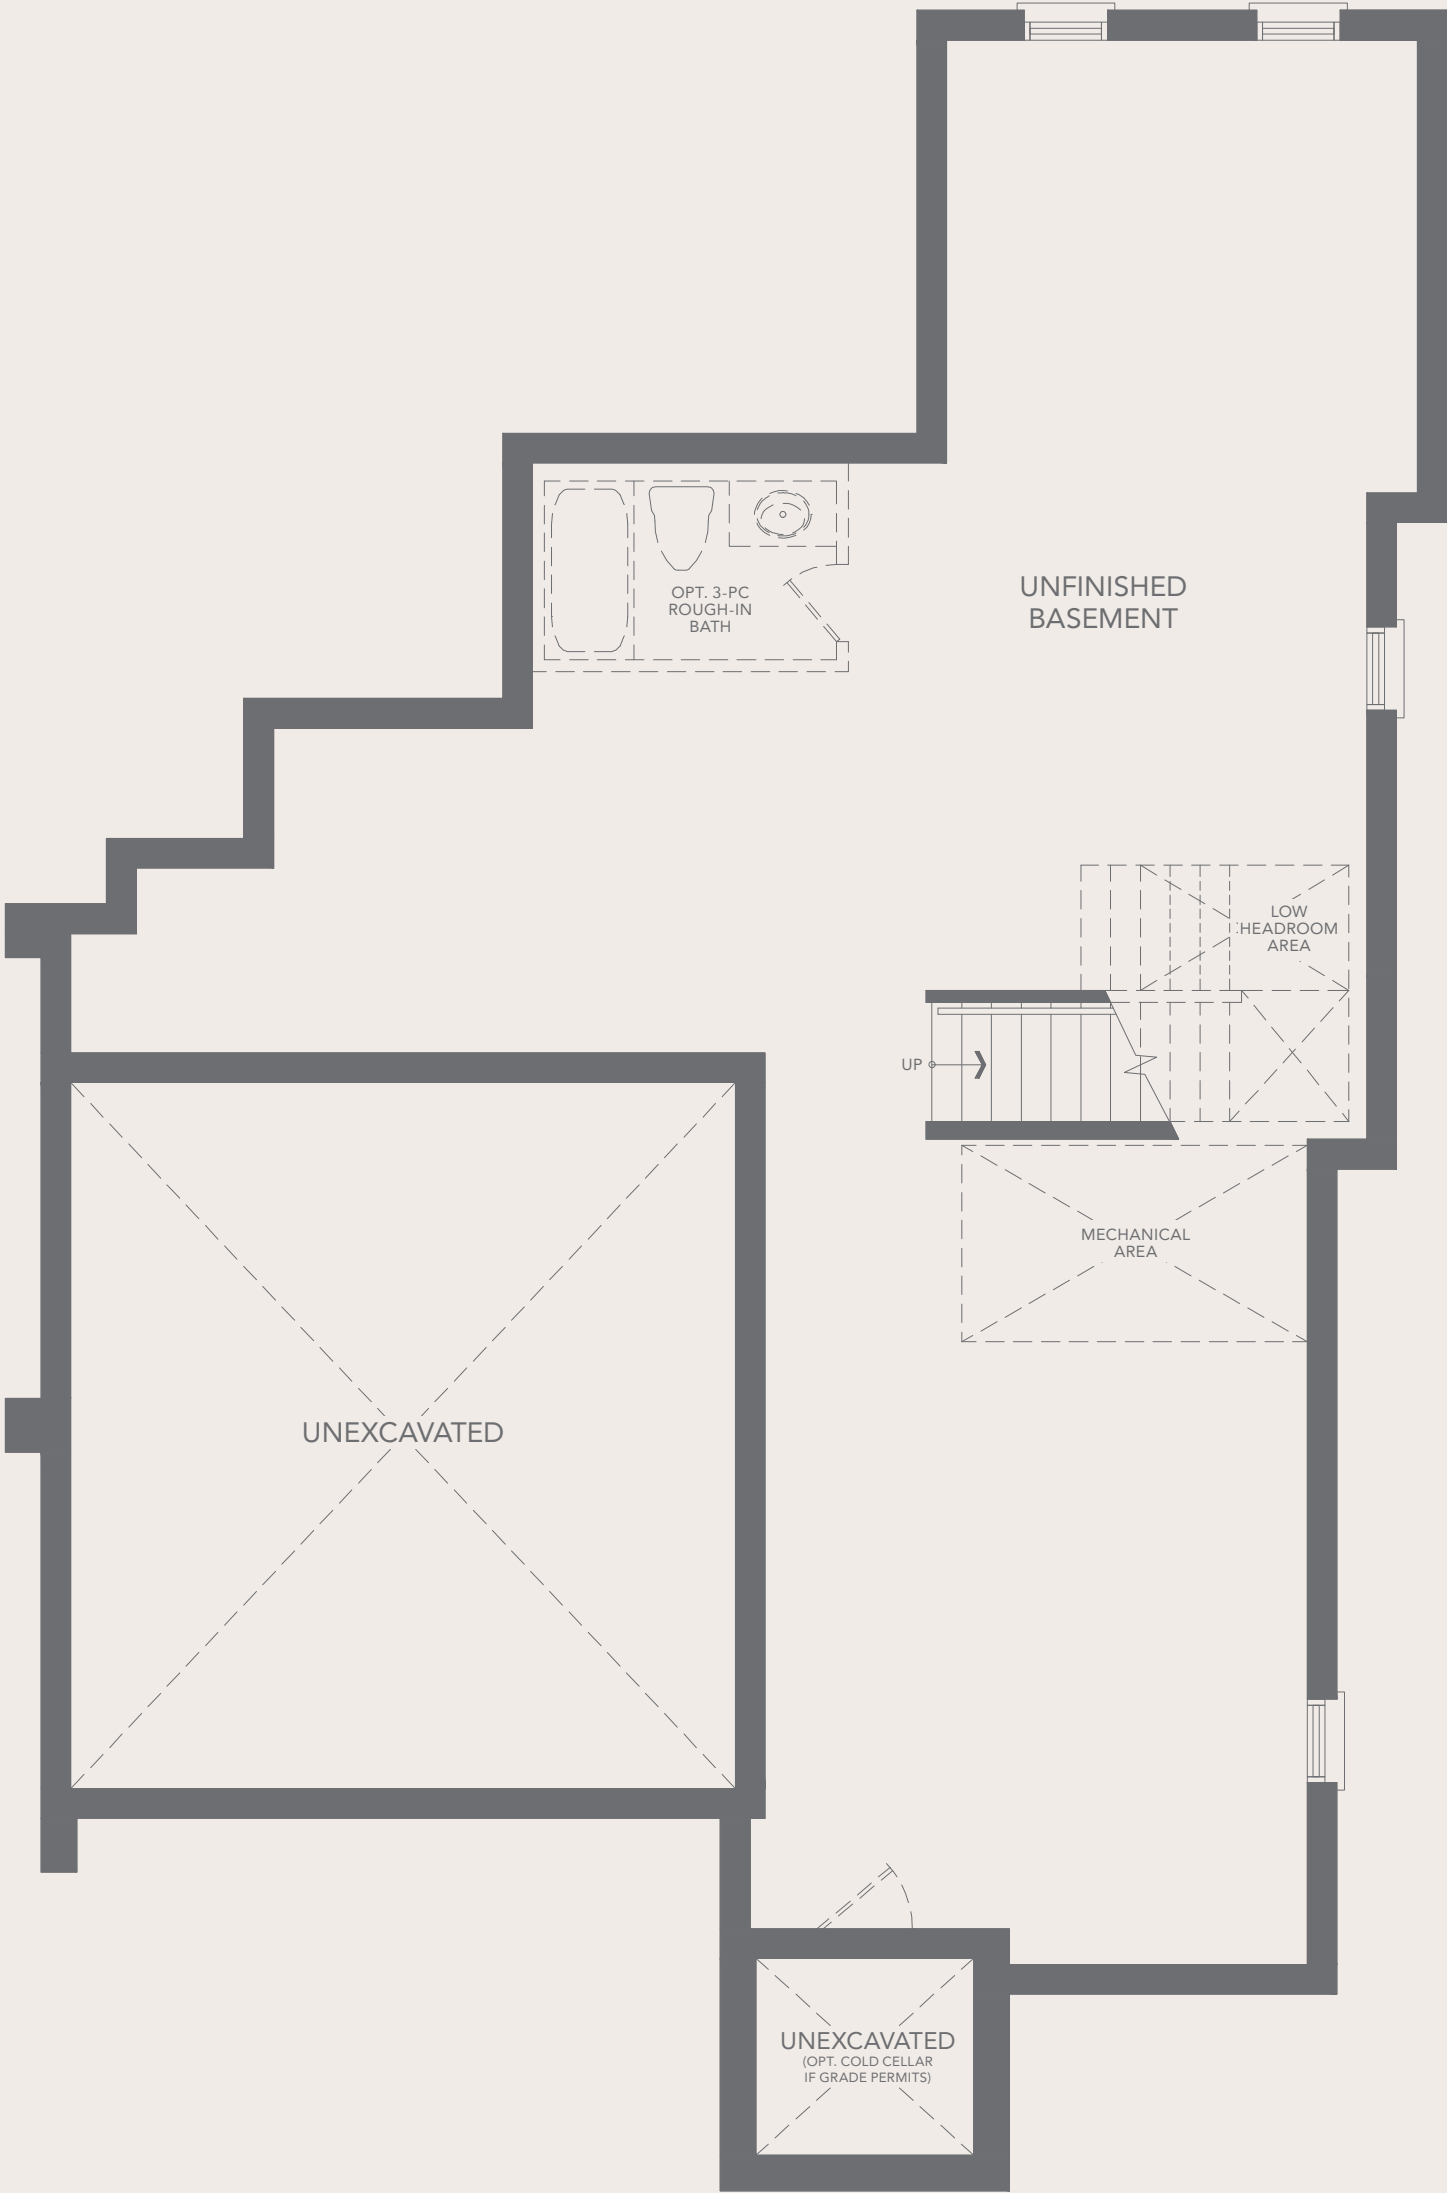 OPT. 3-PC
ROUGH-IN
BATH
UNFINISHED
BASEMENT
LOW
HEADROOM
AREA
UP
MECHANICAL
AREA
UNEXCAVATED
UNEXCAVATED
(OPT. COLD CELLAR
IF GRADE PERMITS)